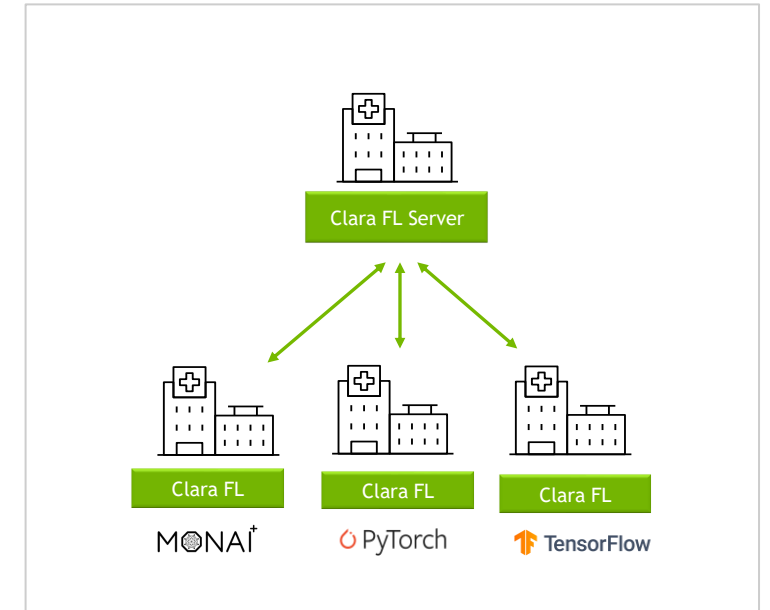 Clara FL Server
Clara FL
Clara FL
Clara FL
MONAI+
PyTorch
TensorFlow